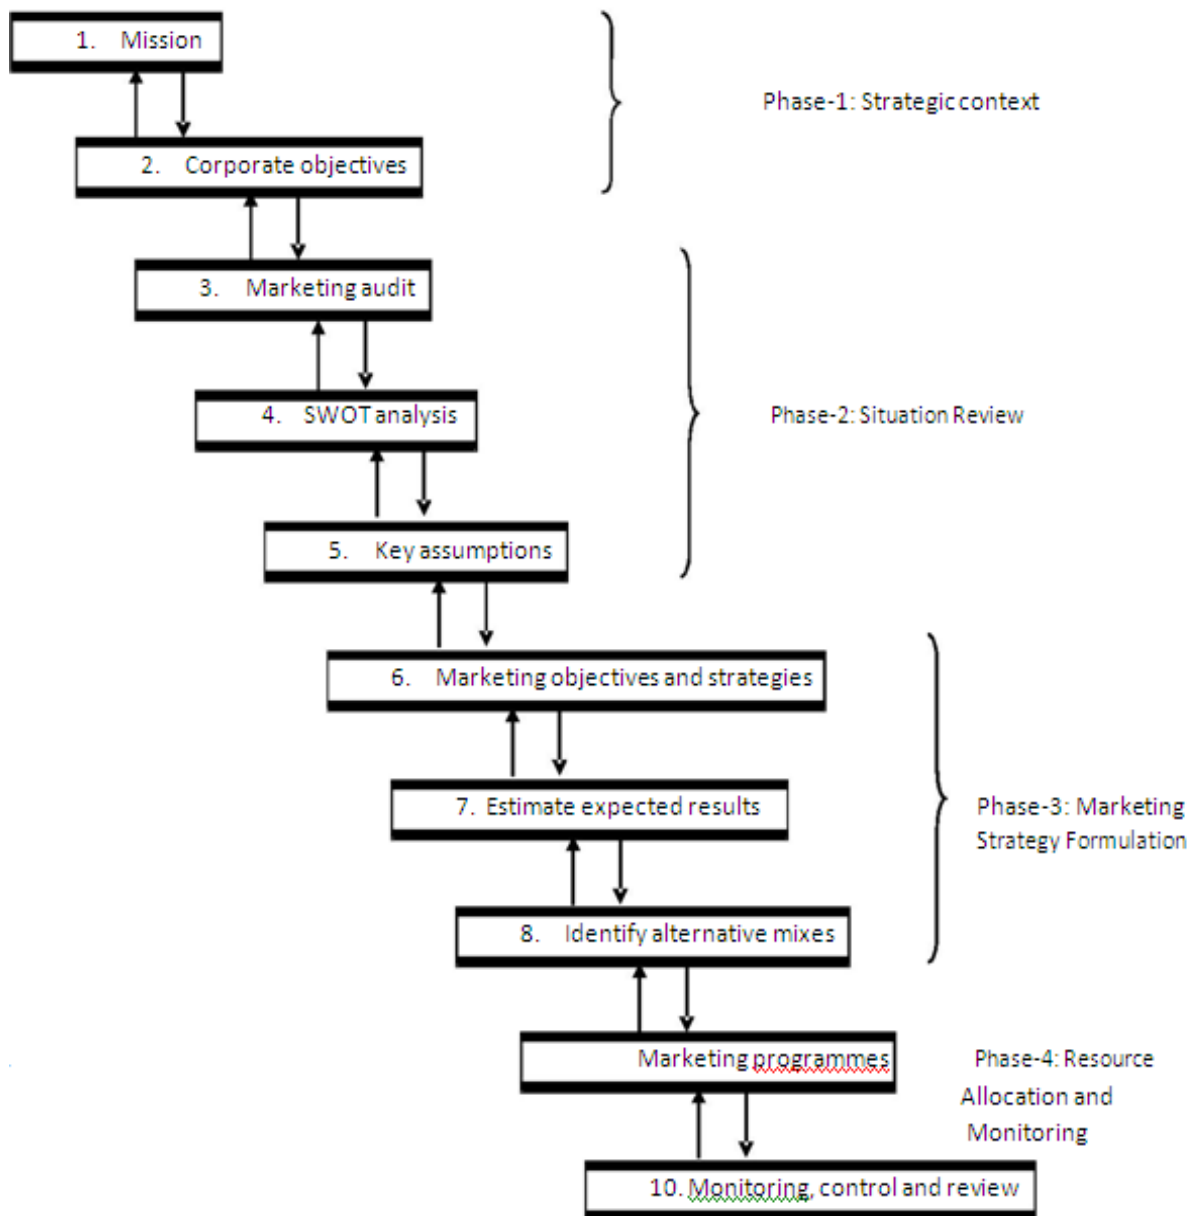 1. Mission
Phase-1: Strategic context
2. Corporate objectives
3. Marketing audit
4. SWOT analysis
Phase-2: Situation Review
5. Key assumptions
6. Marketing objectives and strategies
7. Estimate expected results
Phase-3: Marketing
Strategy Formulation
8. Identify alternative mixes
Marketing programmes
Phase-4: Resource
Allocation and
Monitoring
10. Monitoring, control and review